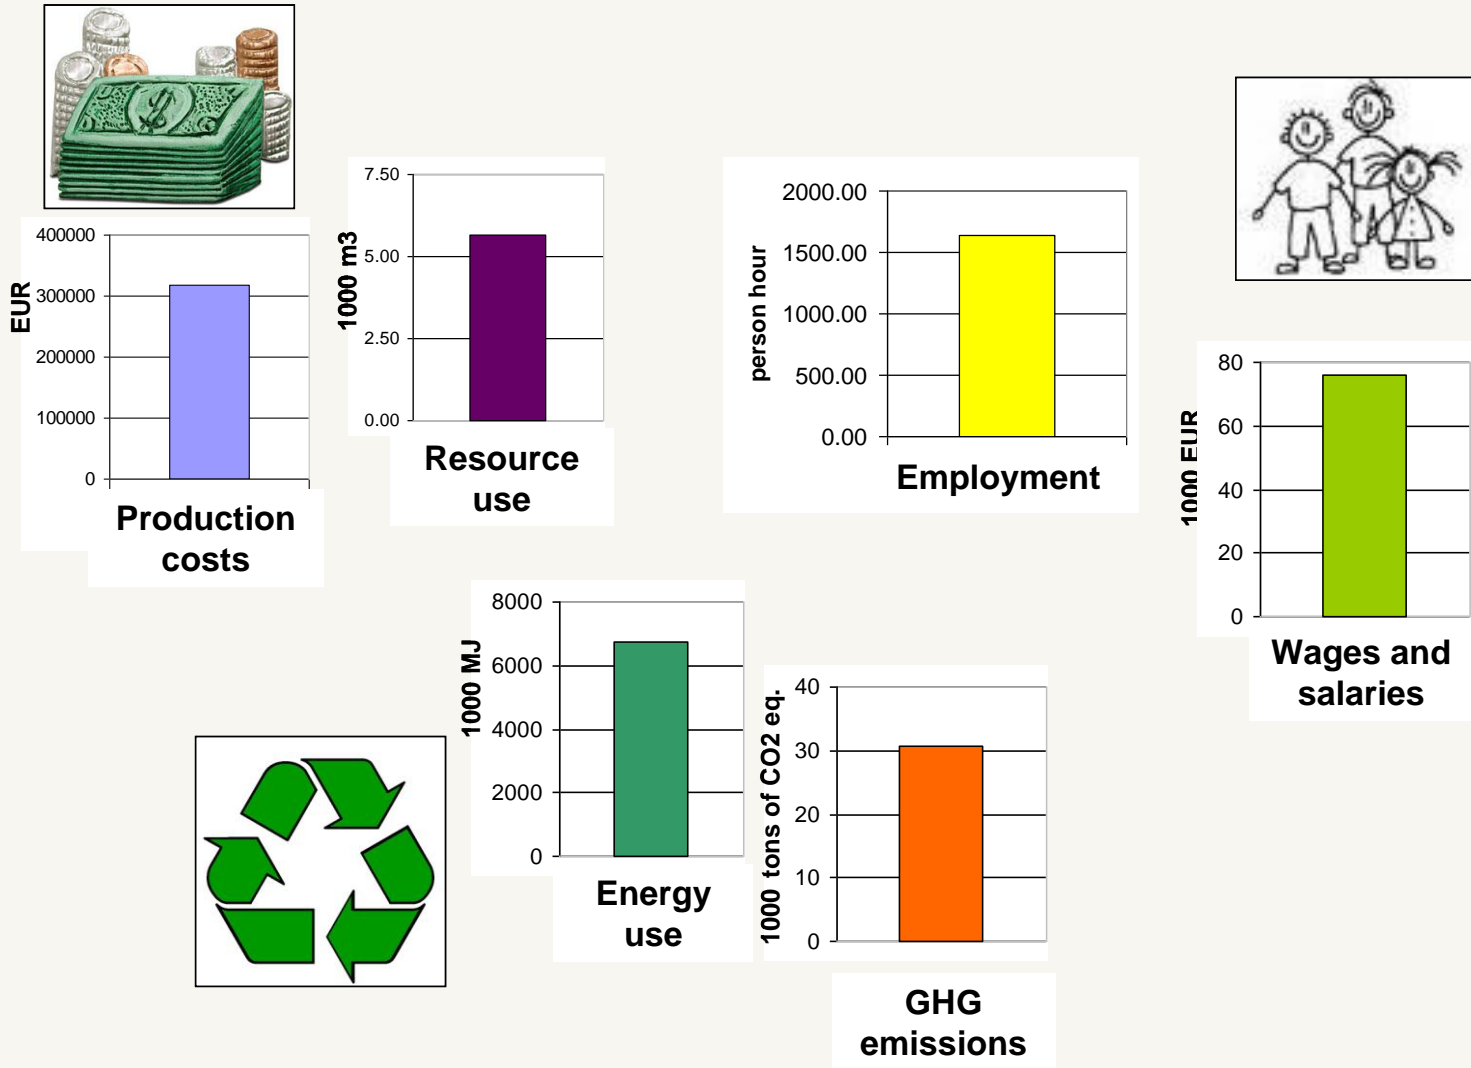 400000
300000
200000
100000
0
EUR
Production
costs
7.50
5.00
2.50
0.00
1000 m3
Resource
use
2000.00
1500.00
1000.00
500.00
0.00
person hour
Employment
80
60
40
20
0
1000 EUR
Wages and
salaries
8000
6000
4000
2000
0
1000 MJ
Energy
use
40
30
20
10
0
1000 tons of CO2 eq.
GHG
emissions